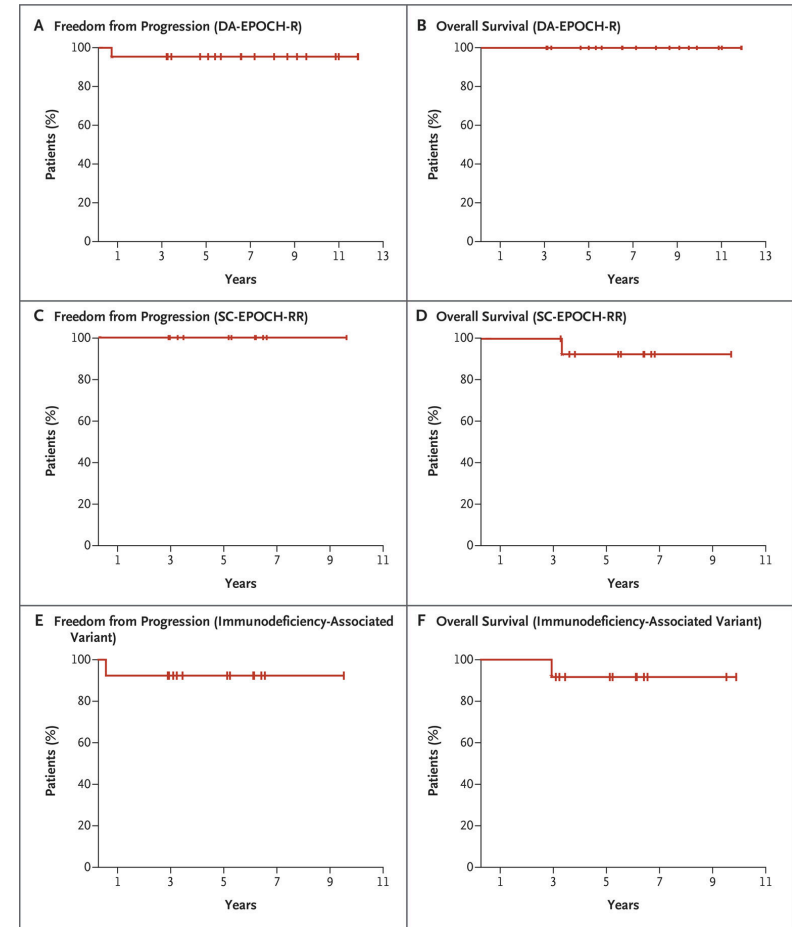 A Freedom from Progression (DA-EPOCH-R)
100
80
60
40
20
0
Patients (%)
1 3 5 7 9 11 13
Years
B Overall Survival (DA-EPOCH-R)
100
80
60
40
20
0
Patients (%)
1 3 5 7 9 11 13
Years
C Freedom from Progression (SC-EPOCH-RR)
100
80
60
40
20
0
Patients (%)
1 3 5 7 9 11
Years
D Overall Survival (SC-EPOCH-RR)
100
80
60
40
20
0
Patients (%)
1 3 5 7 9 11
Years
E Freedom from Progression (Immunodeficiency-Associated
Variant)
100
80
60
40
20
0
Patients (%)
1 3 5 7 9 11
Years
F Overall Survival (Immunodeficiency-Associated Variant)
100
80
60
40
20
0
Patients (%)
1 3 5 7 9 11
Years